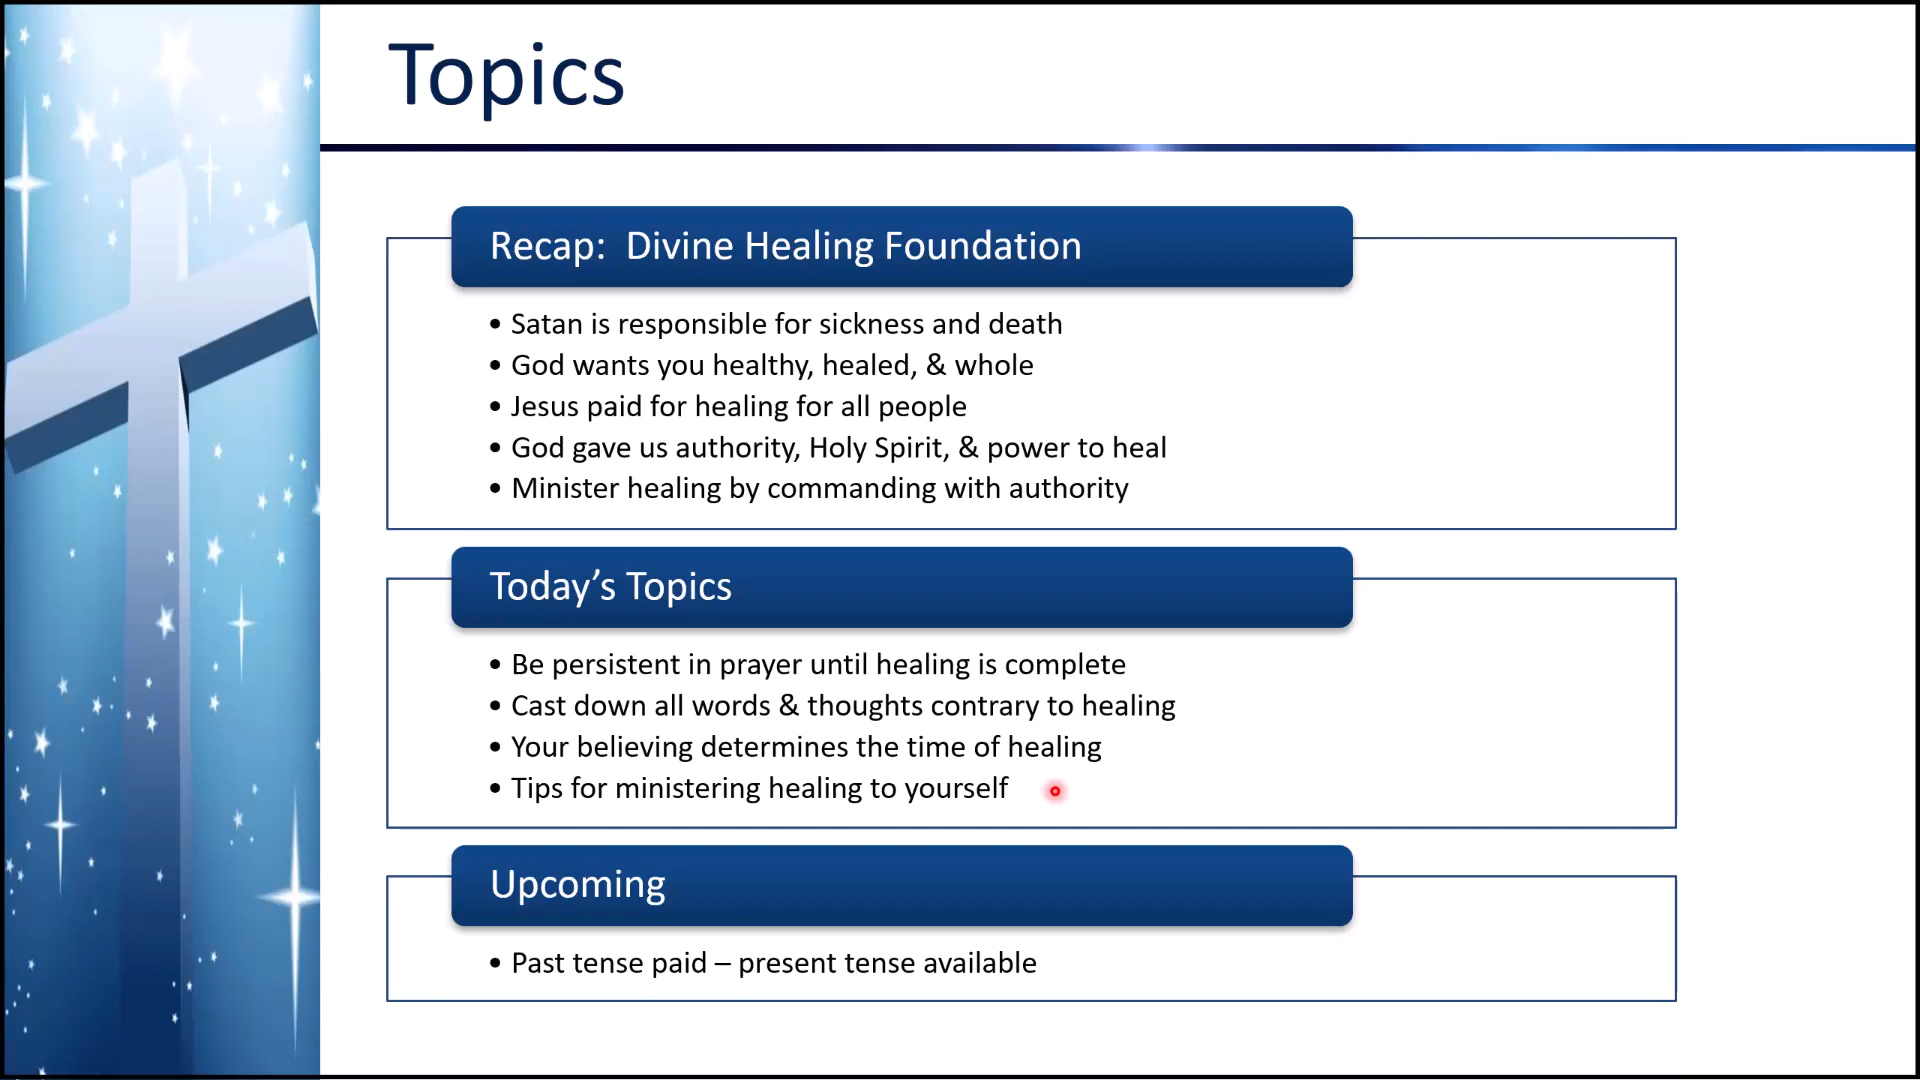 Topics
Recap:  Divine Healing Foundation
• Satan is responsible for sickness and death
• God wants you healthy, healed, & whole
• Jesus paid for healing for all people
• God gave us authority, Holy Spirit, & power to heal
• Minister healing by commanding with authority
Today’s Topics
• Be persistent in prayer until healing is complete
• Cast down all words & thoughts contrary to healing
• Your believing determines the time of healing
• Tips for ministering healing to yourself
Upcoming
• Past tense paid – present tense available